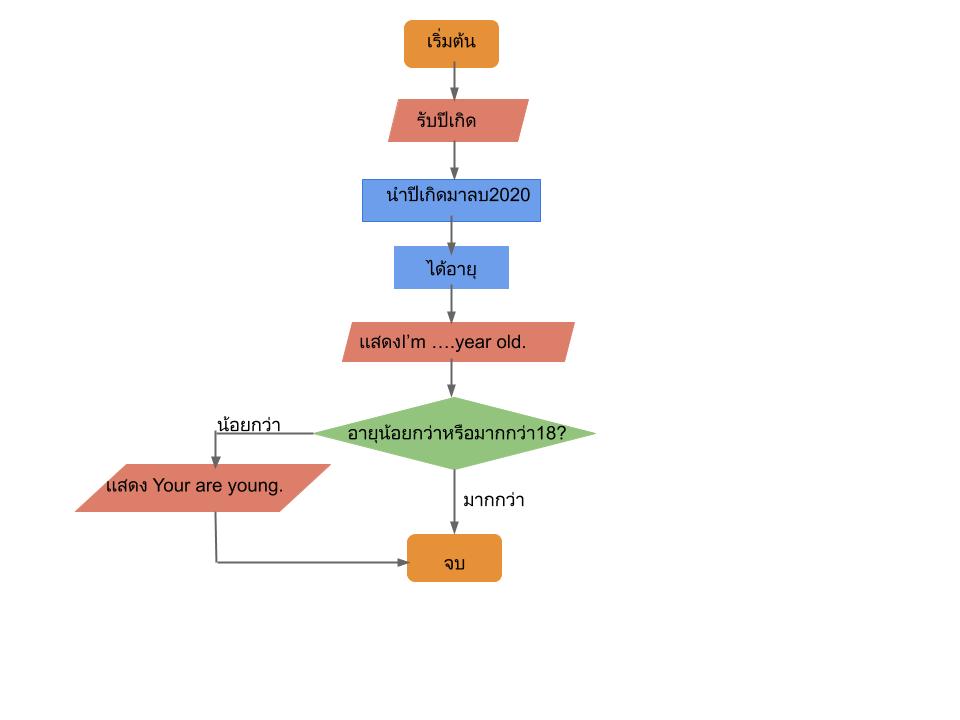 เริ่มต้น
รับปีเกิด
นำปีเกิดมาลบ2020
ได้อายุ
แสดงI’m ….year old.
น้อยกว่า
อายุน้อยกว่าหรือมากกว่า18?
แสดง Your are young.
มากกว่า
จบ